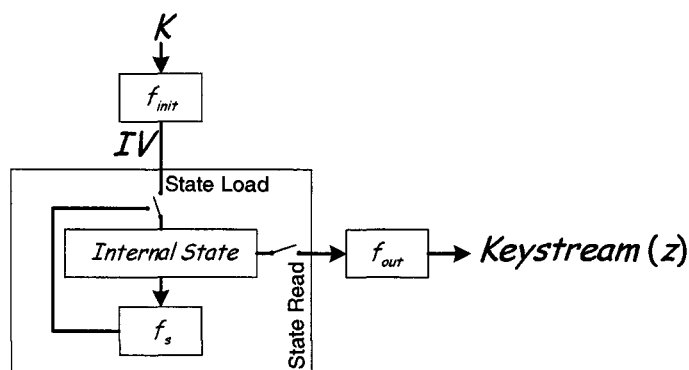 K
f_init
IV
State Load
Internal State
f_out
Keystream (z)
State Read
f_s